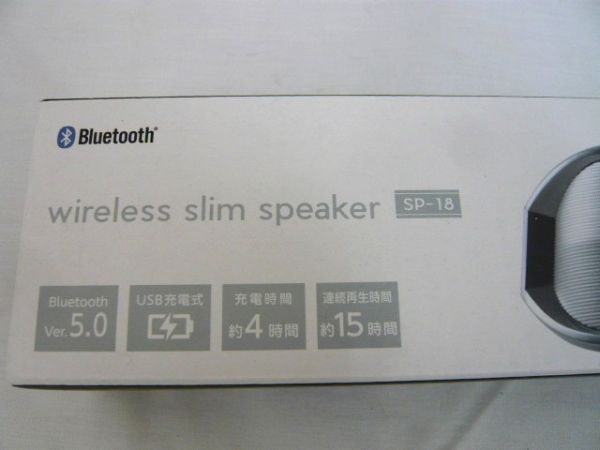 Bluetooth®
wireless slim speaker SP-18
Bluetooth
Ver.5.0
USB充電式
充電時間
約4時間
連続再生時間
約15時間